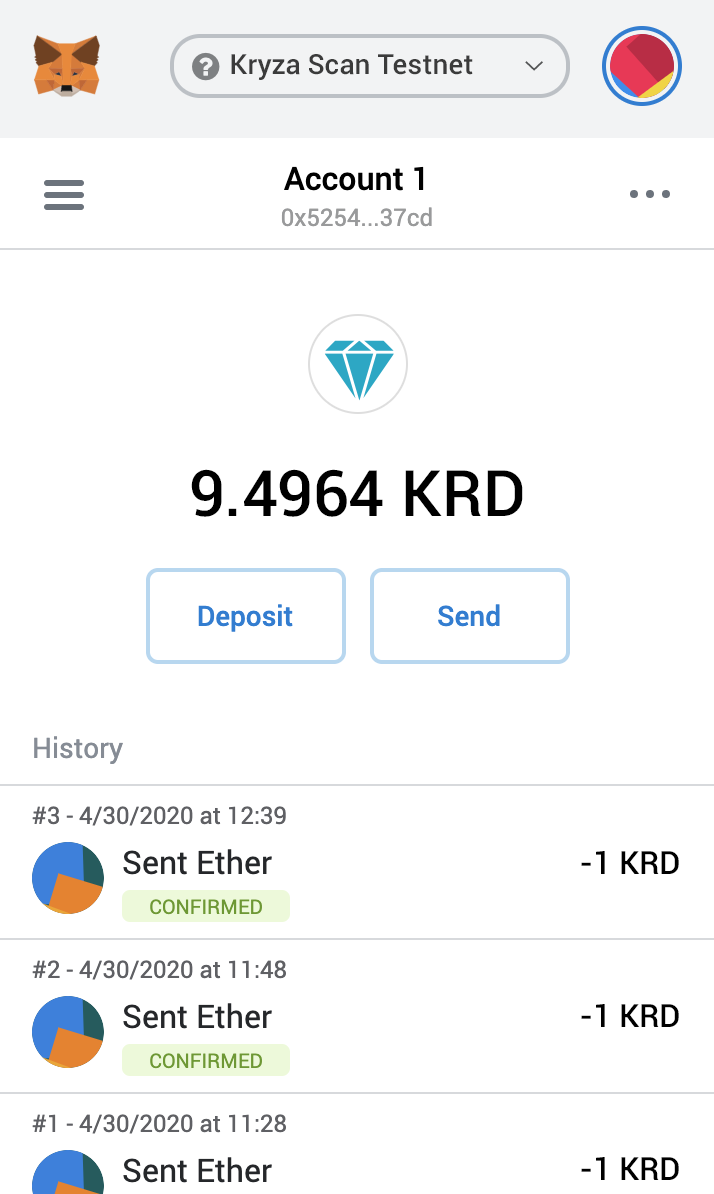 Kryza Scan Testnet
Account 1
0x5254...37cd
9.4964 KRD
Deposit
Send
History
#3 - 4/30/2020 at 12:39
Sent Ether
-1 KRD
CONFIRMED
#2 - 4/30/2020 at 11:48
Sent Ether
-1 KRD
CONFIRMED
#1 - 4/30/2020 at 11:28
Sent Ether
-1 KRD